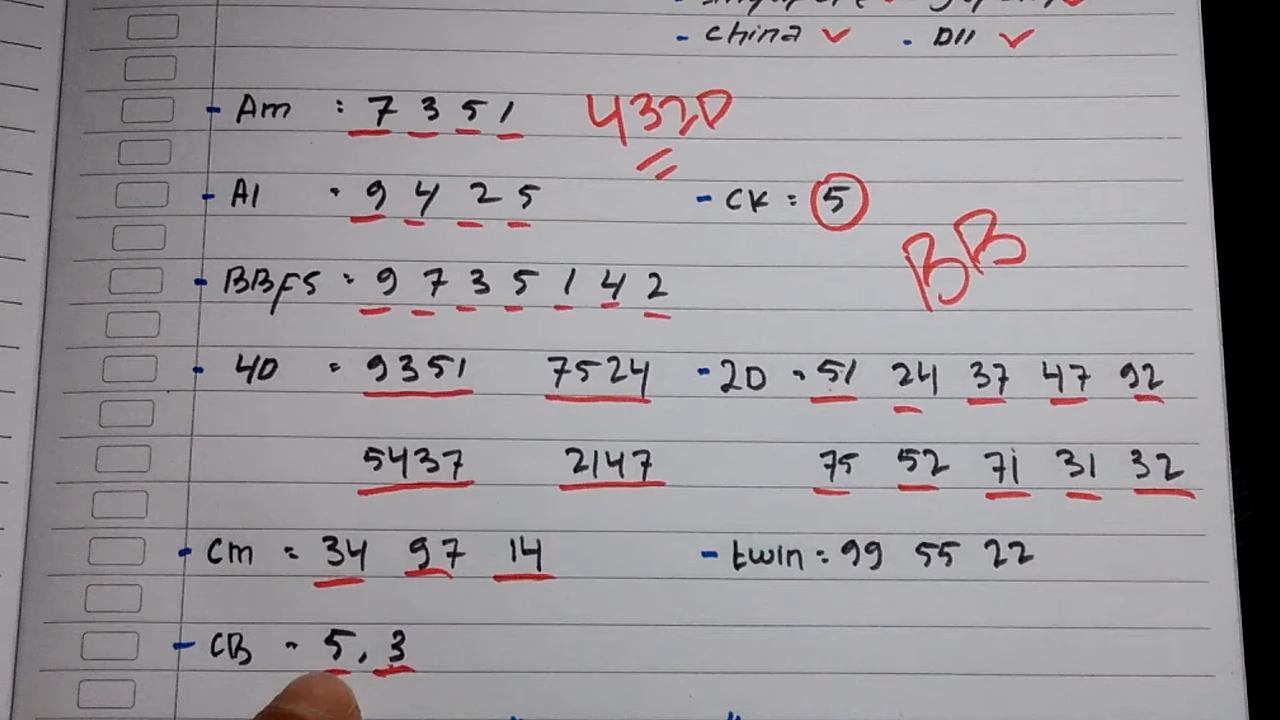 - China ✓ - DII ✓
- Am : 7 3 5 1 4320
- AI : 9 4 2 5 - CK : 5
BB
- BBFS : 9 7 3 5 1 4 2
- 4D = 9351 7524 - 2D = 51 24 37 47 92
5437 2147 75 52 71 31 32
- Cm = 34 97 14 - twin : 99 55 22
- CB = 5, 3